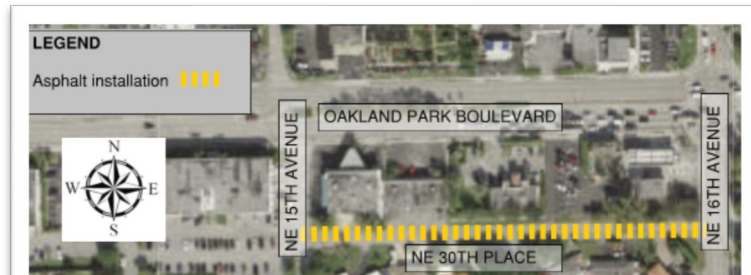 LEGEND
Asphalt installation
OAKLAND PARK BOULEVARD
N
W E
S
NE 15TH AVENUE
NE 16TH AVENUE
NE 30TH PLACE